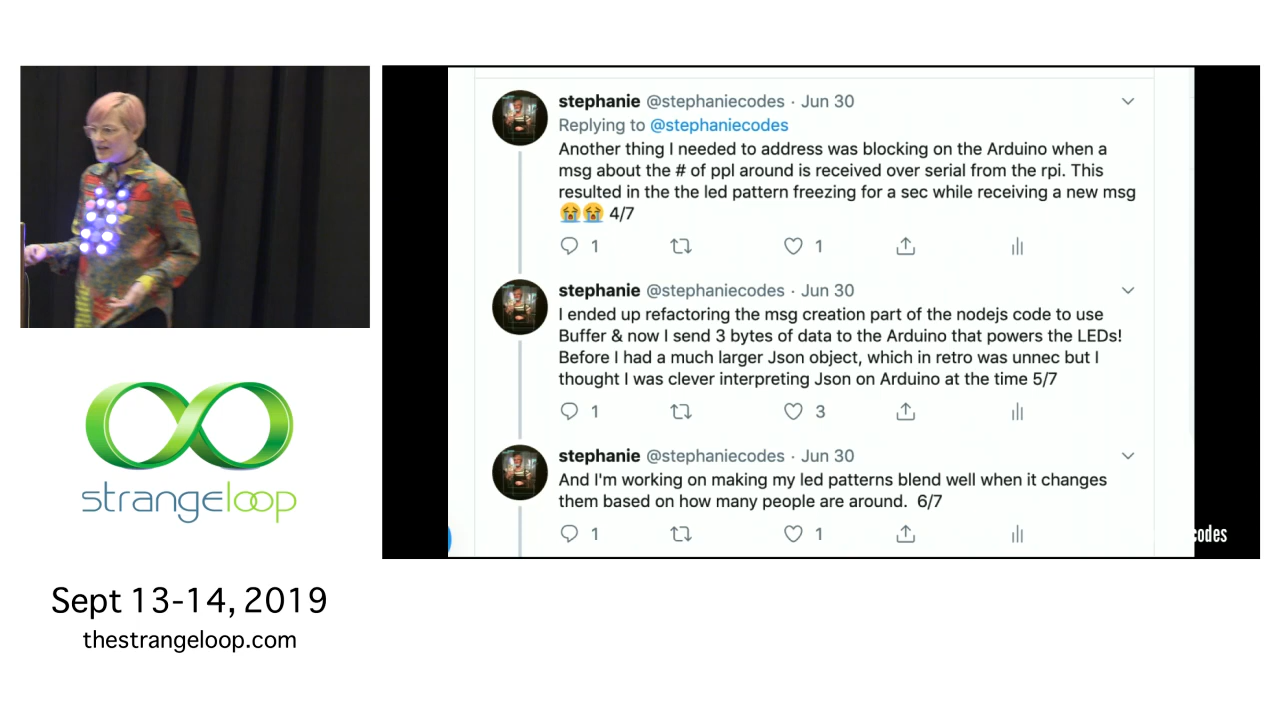 stephanie @stephaniecodes · Jun 30
Replying to @stephaniecodes
Another thing I needed to address was blocking on the Arduino when a
msg about the # of ppl around is received over serial from the rpi. This
resulted in the the led pattern freezing for a sec while receiving a new msg
😭😭 4/7
1
1
stephanie @stephaniecodes · Jun 30
I ended up refactoring the msg creation part of the nodejs code to use
Buffer & now I send 3 bytes of data to the Arduino that powers the LEDs!
Before I had a much larger Json object, which in retro was unnec but I
thought I was clever interpreting Json on Arduino at the time 5/7
1
3
stephanie @stephaniecodes · Jun 30
And I'm working on making my led patterns blend well when it changes
them based on how many people are around. 6/7
1
1
codes
strangeloop
Sept 13-14, 2019
thestrangeloop.com